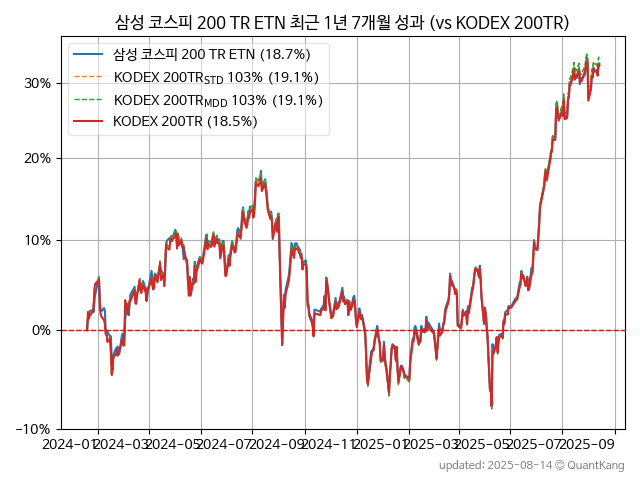 삼성 코스피 200 TR ETN 최근 1년 7개월 성과 (vs KODEX 200TR)
삼성 코스피 200 TR ETN (18.7%)
KODEX 200TRSTD 103% (19.1%)
KODEX 200TRMDD 103% (19.1%)
KODEX 200TR (18.5%)
30%
20%
10%
0%
−10%
2024-01 2024-03 2024-05 2024-07 2024-09 2024-11 2025-01 2025-03 2025-05 2025-07 2025-09
updated: 2025-08-14 © QuantKang